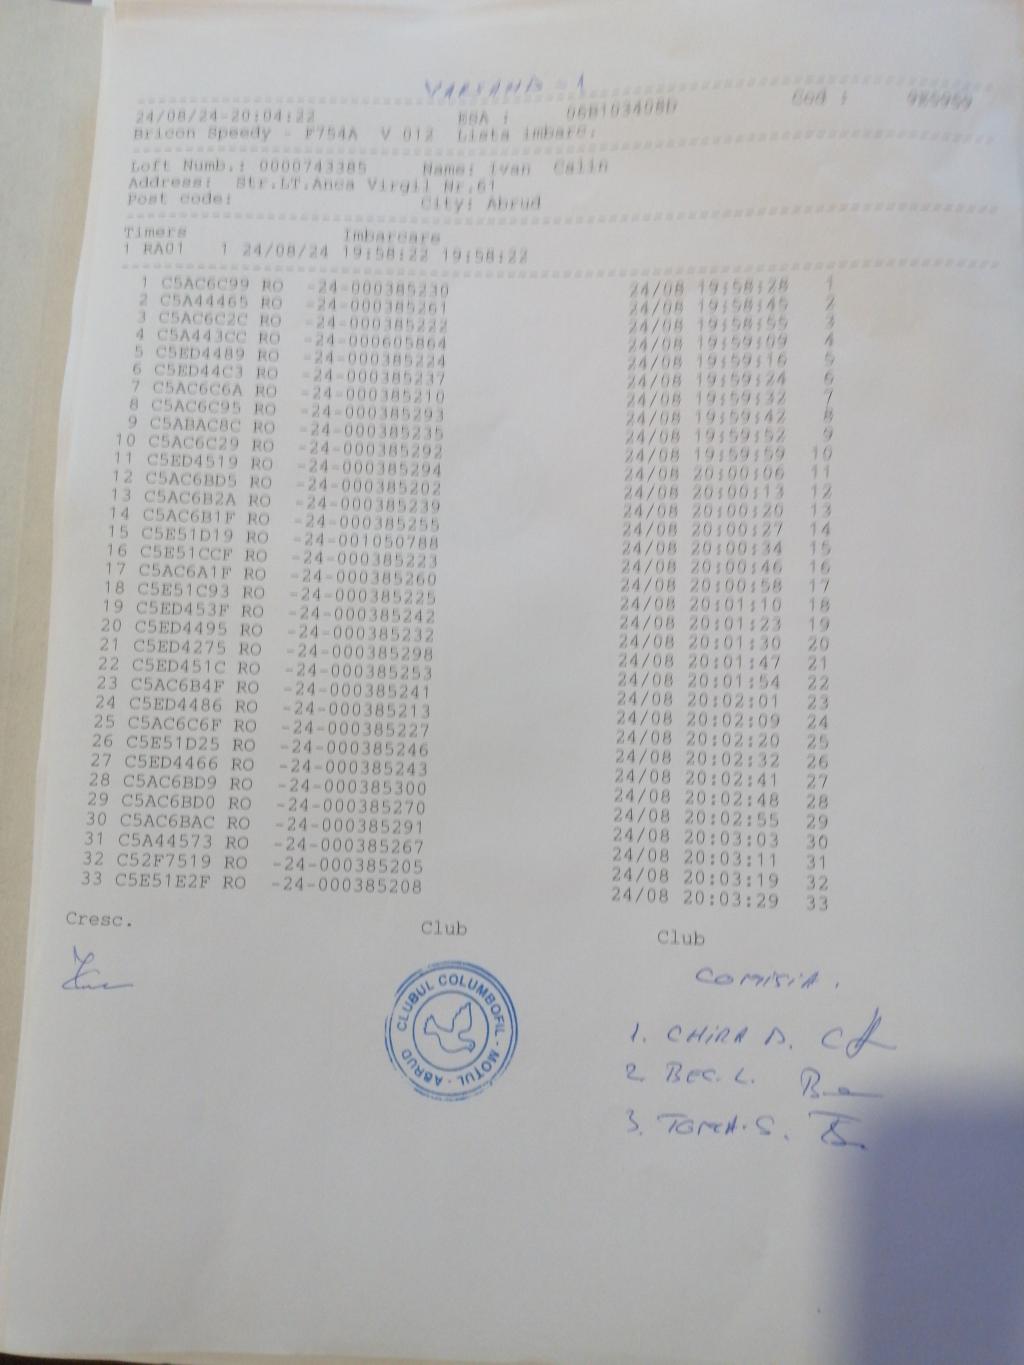 VARSAND - 1
24/08/24-20:04:22 ESA : 06B103408D Cod : 989959
Bricon Speedy - F754A V 012 Lista imbarc:
Loft Numb.: 0000743385 Name: Ivan Calin
Address: Str.LT.Anca Virgil Nr.61
Post code: City: Abrud
Timers Imbarcare
1 RA01 1 24/08/24 19:58:22 19:58:22
1 C5AC6C99 RO -24-000385230 24/08 19:58:28 1
2 C5A44465 RO -24-000385261 24/08 19:58:45 2
3 C5AC6C2C RO -24-000385222 24/08 19:58:55 3
4 C5A443CC RO -24-000605864 24/08 19:59:09 4
5 C5ED4489 RO -24-000385224 24/08 19:59:16 5
6 C5ED44C3 RO -24-000385237 24/08 19:59:24 6
7 C5AC6C6A RO -24-000385210 24/08 19:59:32 7
8 C5AC6C95 RO -24-000385293 24/08 19:59:42 8
9 C5ABAC8C RO -24-000385235 24/08 19:59:52 9
10 C5AC6C29 RO -24-000385292 24/08 19:59:59 10
11 C5ED4519 RO -24-000385294 24/08 20:00:06 11
12 C5AC6BD5 RO -24-000385202 24/08 20:00:13 12
13 C5AC6B2A RO -24-000385239 24/08 20:00:20 13
14 C5AC6B1F RO -24-000385255 24/08 20:00:27 14
15 C5E51D19 RO -24-001050788 24/08 20:00:34 15
16 C5E51CCF RO -24-000385223 24/08 20:00:46 16
17 C5AC6A1F RO -24-000385260 24/08 20:00:58 17
18 C5E51C93 RO -24-000385225 24/08 20:01:10 18
19 C5ED453F RO -24-000385242 24/08 20:01:23 19
20 C5ED4495 RO -24-000385232 24/08 20:01:30 20
21 C5ED4275 RO -24-000385298 24/08 20:01:47 21
22 C5ED451C RO -24-000385253 24/08 20:01:54 22
23 C5AC6B4F RO -24-000385241 24/08 20:02:01 23
24 C5ED4486 RO -24-000385213 24/08 20:02:09 24
25 C5AC6C6F RO -24-000385227 24/08 20:02:20 25
26 C5E51D25 RO -24-000385246 24/08 20:02:32 26
27 C5ED4466 RO -24-000385243 24/08 20:02:41 27
28 C5AC6BD9 RO -24-000385300 24/08 20:02:48 28
29 C5AC6BD0 RO -24-000385270 24/08 20:02:55 29
30 C5AC6BAC RO -24-000385291 24/08 20:03:03 30
31 C5A44573 RO -24-000385267 24/08 20:03:11 31
32 C52F7519 RO -24-000385205 24/08 20:03:19 32
33 C5E51E2F RO -24-000385208 24/08 20:03:29 33
Cresc. Club Club
CLUBUL COLUMBOFIL - MOTUL - ABRUD
COMISIA.
1. CHIRA D.
2 BEC. L.
3. TOMA. S.